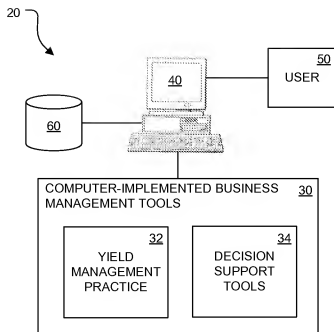 20
50
USER
40
60
COMPUTER-IMPLEMENTED BUSINESS 30
MANAGEMENT TOOLS
32
YIELD
MANAGEMENT
PRACTICE
34
DECISION
SUPPORT
TOOLS